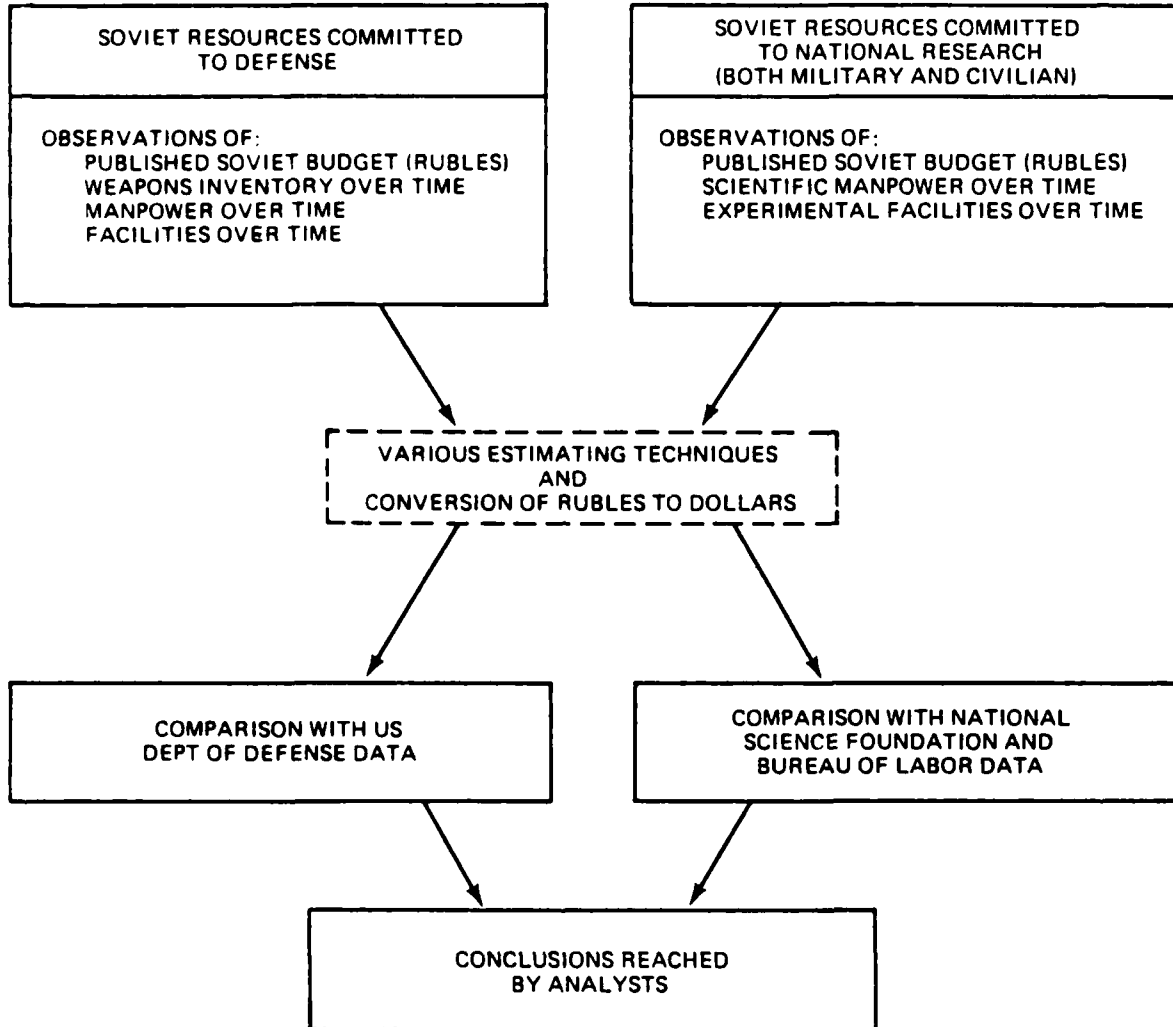 SOVIET RESOURCES COMMITTED
TO DEFENSE
OBSERVATIONS OF:
PUBLISHED SOVIET BUDGET (RUBLES)
WEAPONS INVENTORY OVER TIME
MANPOWER OVER TIME
FACILITIES OVER TIME
SOVIET RESOURCES COMMITTED
TO NATIONAL RESEARCH
(BOTH MILITARY AND CIVILIAN)
OBSERVATIONS OF:
PUBLISHED SOVIET BUDGET (RUBLES)
SCIENTIFIC MANPOWER OVER TIME
EXPERIMENTAL FACILITIES OVER TIME
VARIOUS ESTIMATING TECHNIQUES
AND
CONVERSION OF RUBLES TO DOLLARS
COMPARISON WITH US
DEPT OF DEFENSE DATA
COMPARISON WITH NATIONAL
SCIENCE FOUNDATION AND
BUREAU OF LABOR DATA
CONCLUSIONS REACHED
BY ANALYSTS